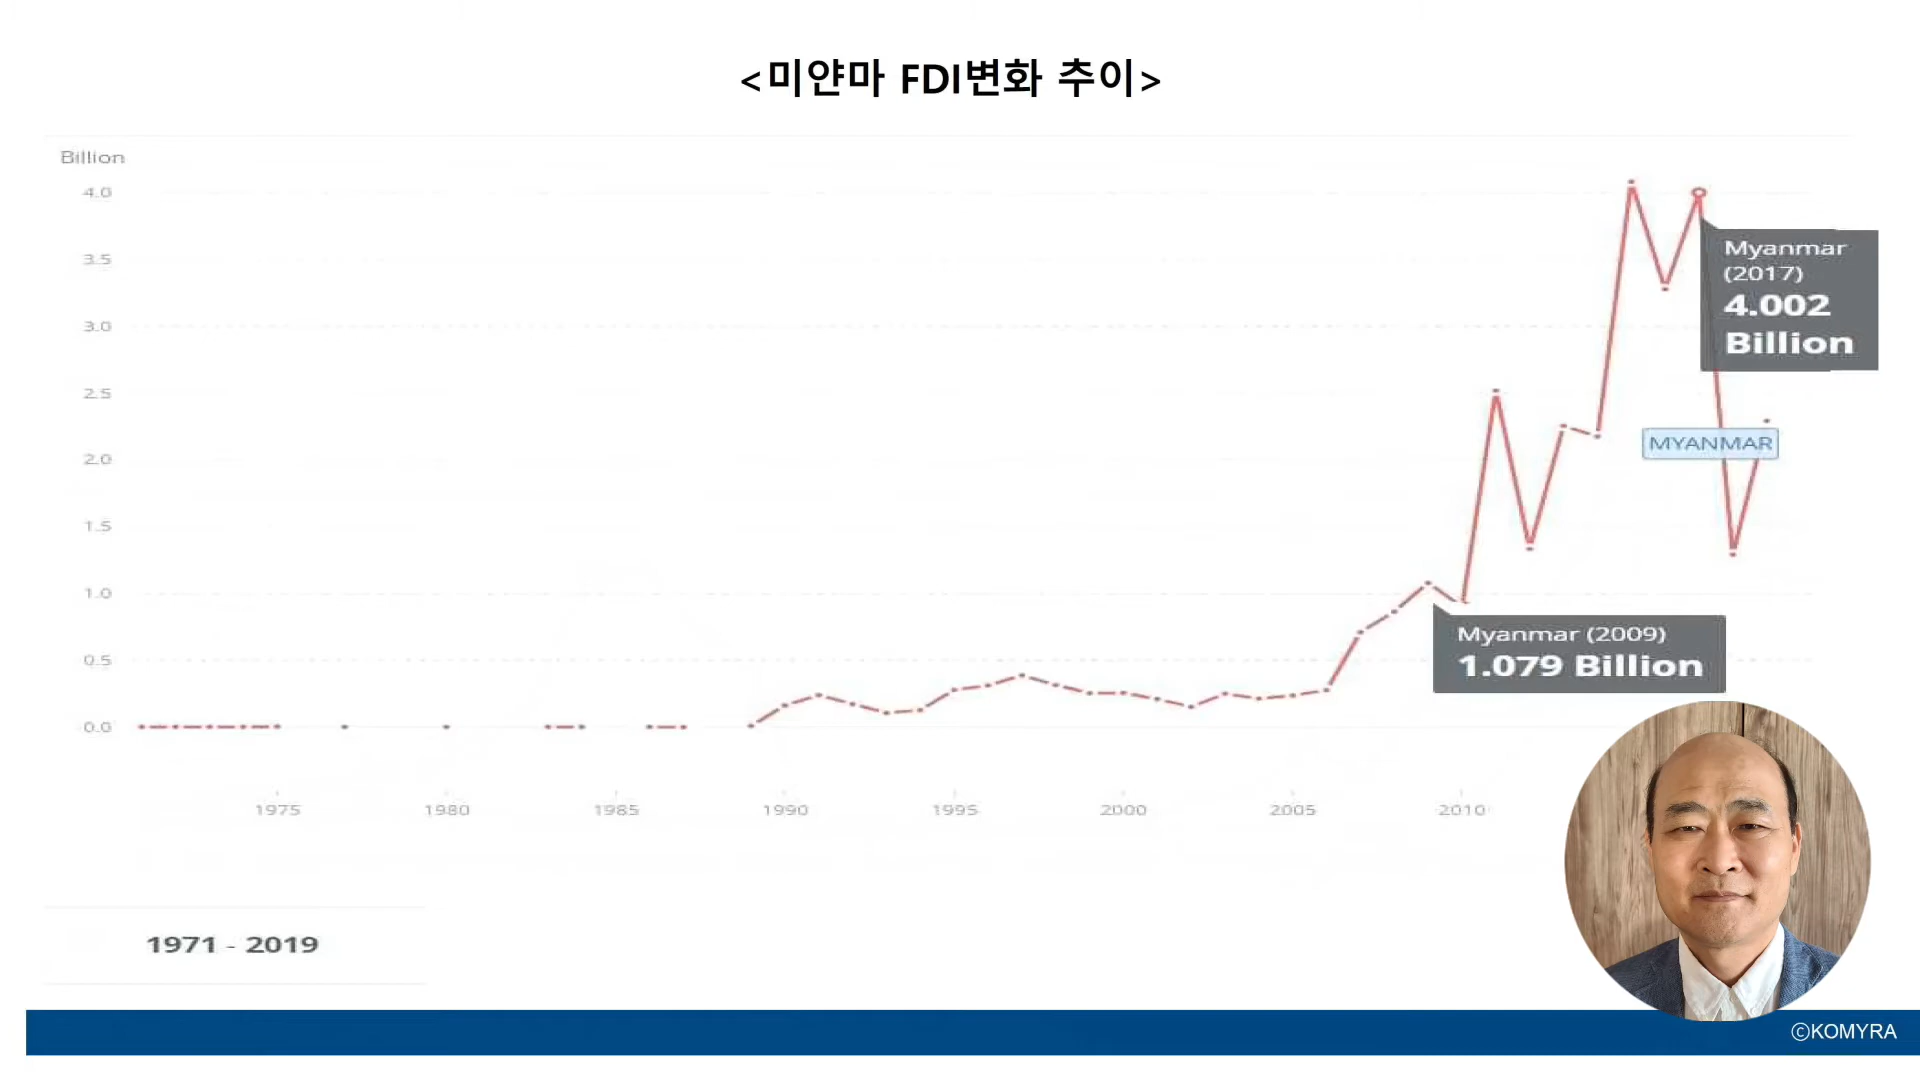 <미얀마 FDI변화 추이>
Billion
4.0
3.5
3.0
2.5
2.0
1.5
1.0
0.5
0.0
Myanmar
(2017)
4.002
Billion
MYANMAR
Myanmar (2009)
1.079 Billion
1975 1980 1985 1990 1995 2000 2005 2010
1971 - 2019
©KOMYRA